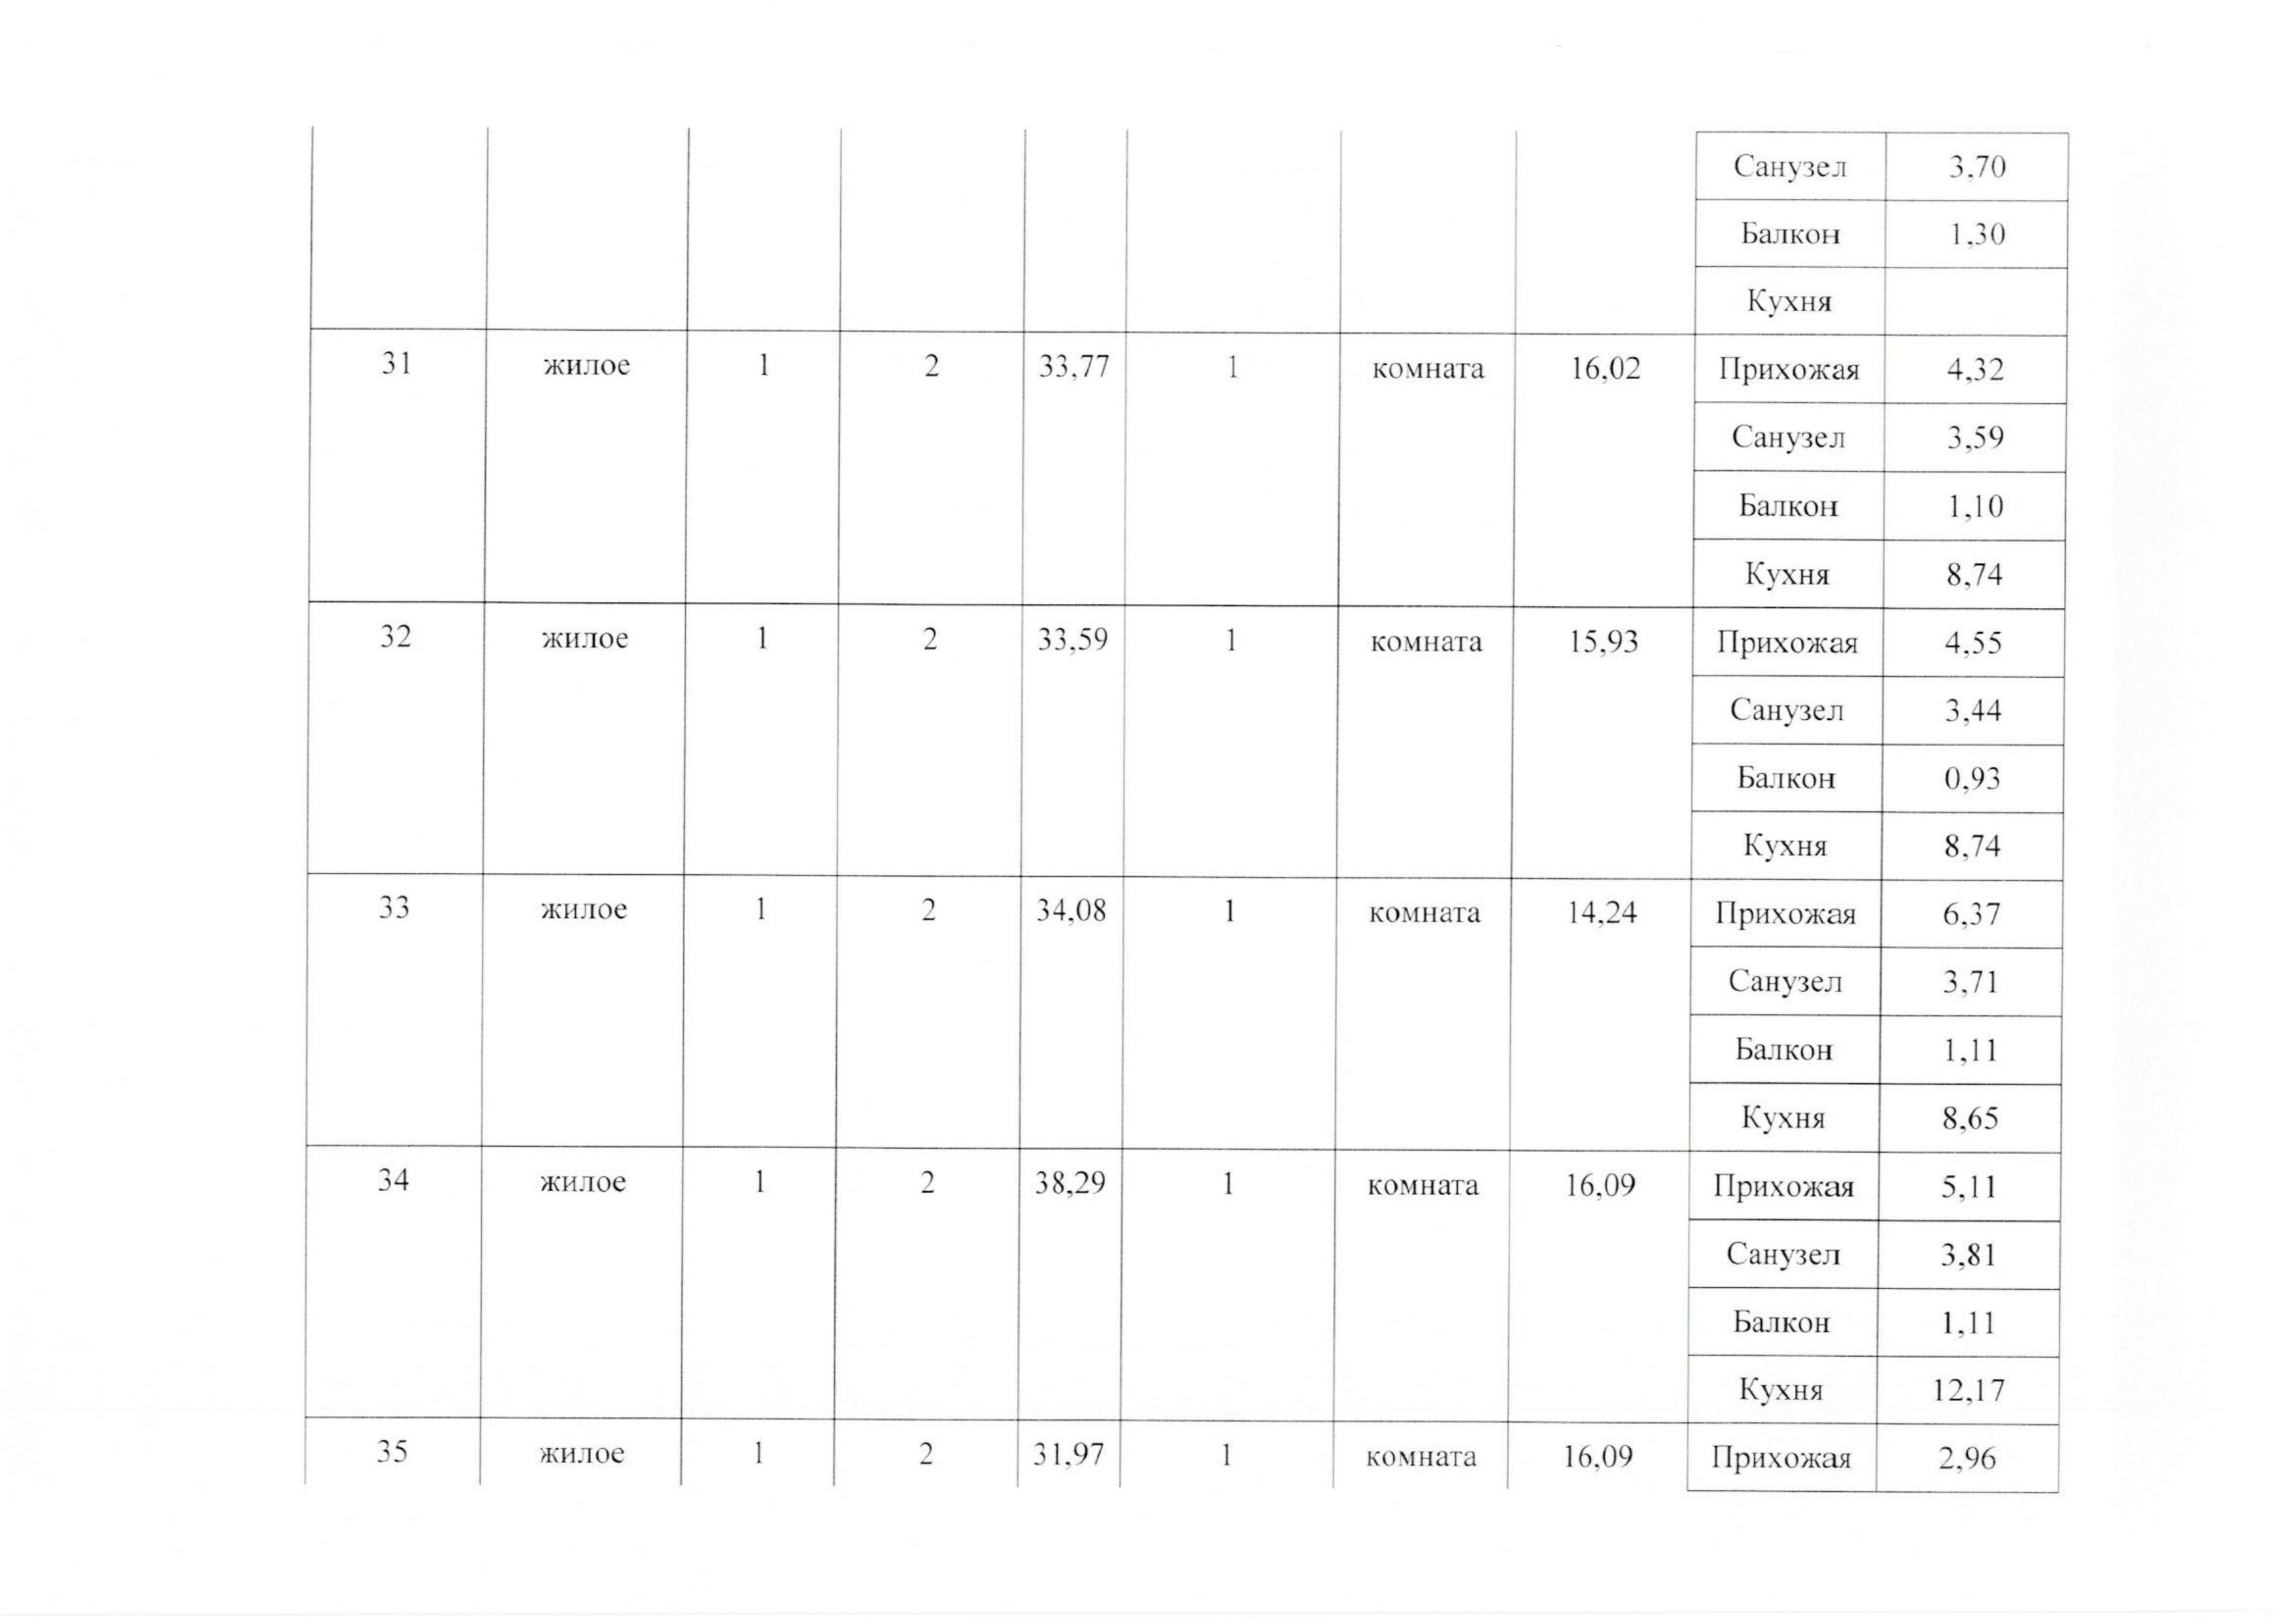 Санузел 3,70
Балкон 1,30
Кухня
31 жилое 1 2 33,77 1 комната 16,02 Прихожая 4,32
Санузел 3,59
Балкон 1,10
Кухня 8,74
32 жилое 1 2 33,59 1 комната 15,93 Прихожая 4,55
Санузел 3,44
Балкон 0,93
Кухня 8,74
33 жилое 1 2 34,08 1 комната 14,24 Прихожая 6,37
Санузел 3,71
Балкон 1,11
Кухня 8,65
34 жилое 1 2 38,29 1 комната 16,09 Прихожая 5,11
Санузел 3,81
Балкон 1,11
Кухня 12,17
35 жилое 1 2 31,97 1 комната 16,09 Прихожая 2,96